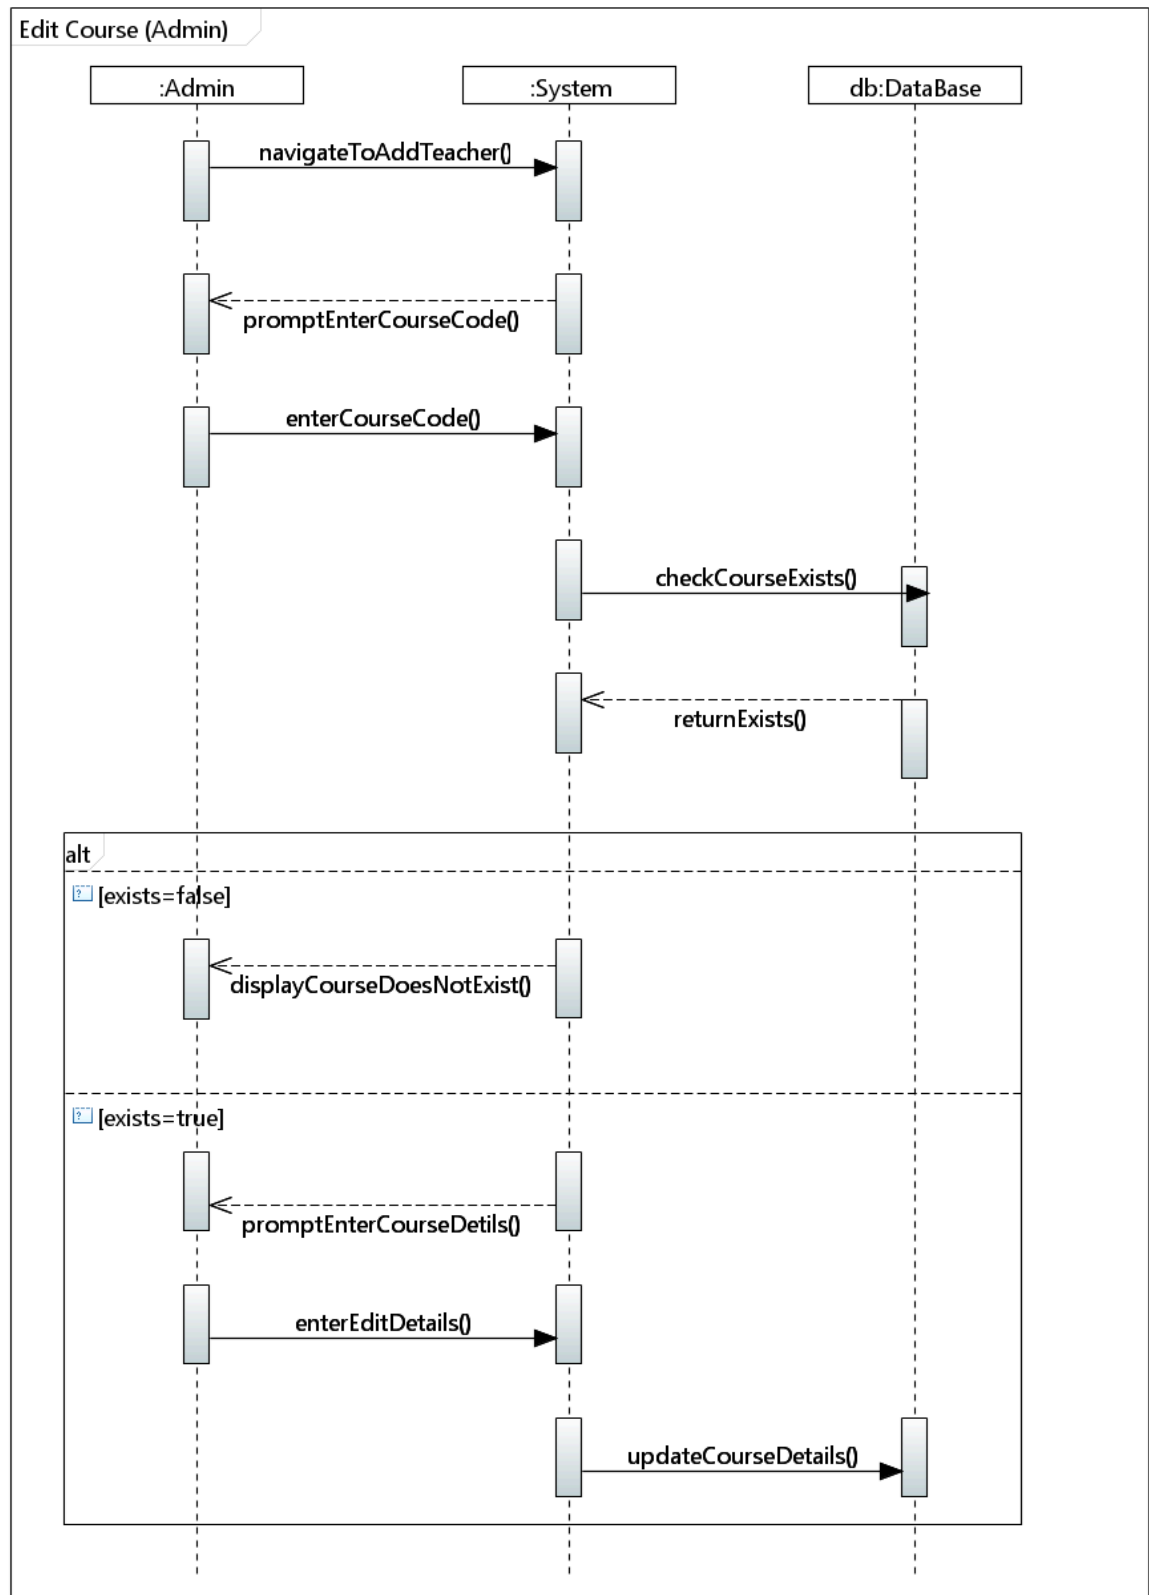 Edit Course (Admin)
:Admin
:System
db:DataBase
navigateToAddTeacher()
promptEnterCourseCode()
enterCourseCode()
checkCourseExists()
returnExists()
alt
[exists=false]
displayCourseDoesNotExist()
[exists=true]
promptEnterCourseDetils()
enterEditDetails()
updateCourseDetails()